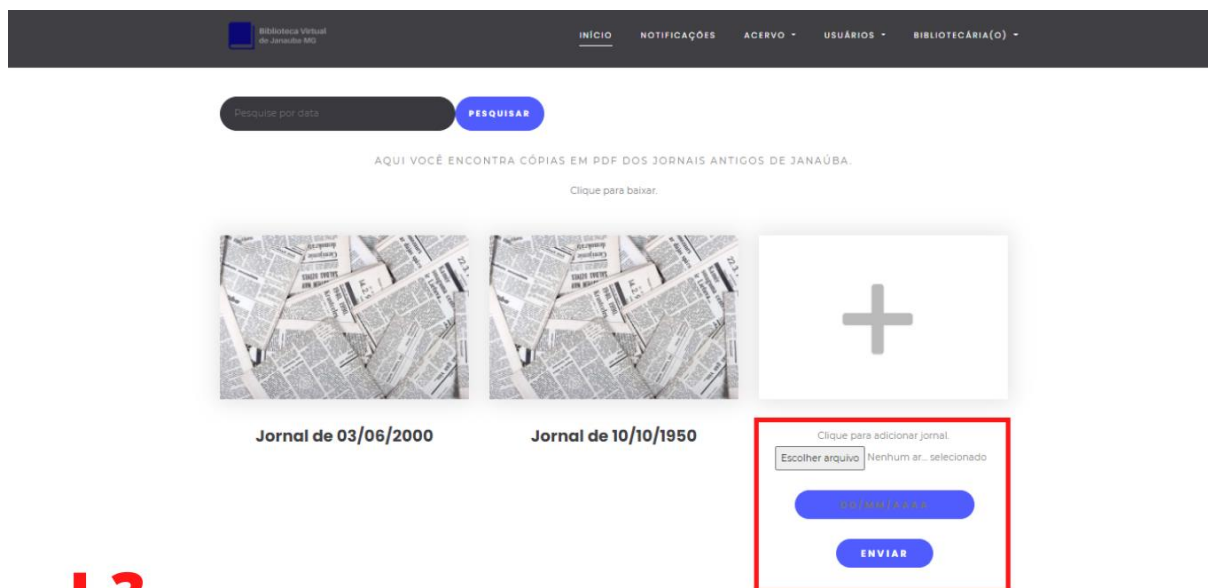 Biblioteca Virtual
de Janaúba MG
INÍCIO NOTIFICAÇÕES ACERVO USUÁRIOS BIBLIOTECÁRIA(O)
Pesquise por data PESQUISAR
AQUI VOCÊ ENCONTRA CÓPIAS EM PDF DOS JORNAIS ANTIGOS DE JANAÚBA.
Clique para baixar.
Jornal de 03/06/2000 Jornal de 10/10/1950
Clique para adicionar jornal.
Escolher arquivo Nenhum ar... selecionado
DD/MM/AAAA
ENVIAR